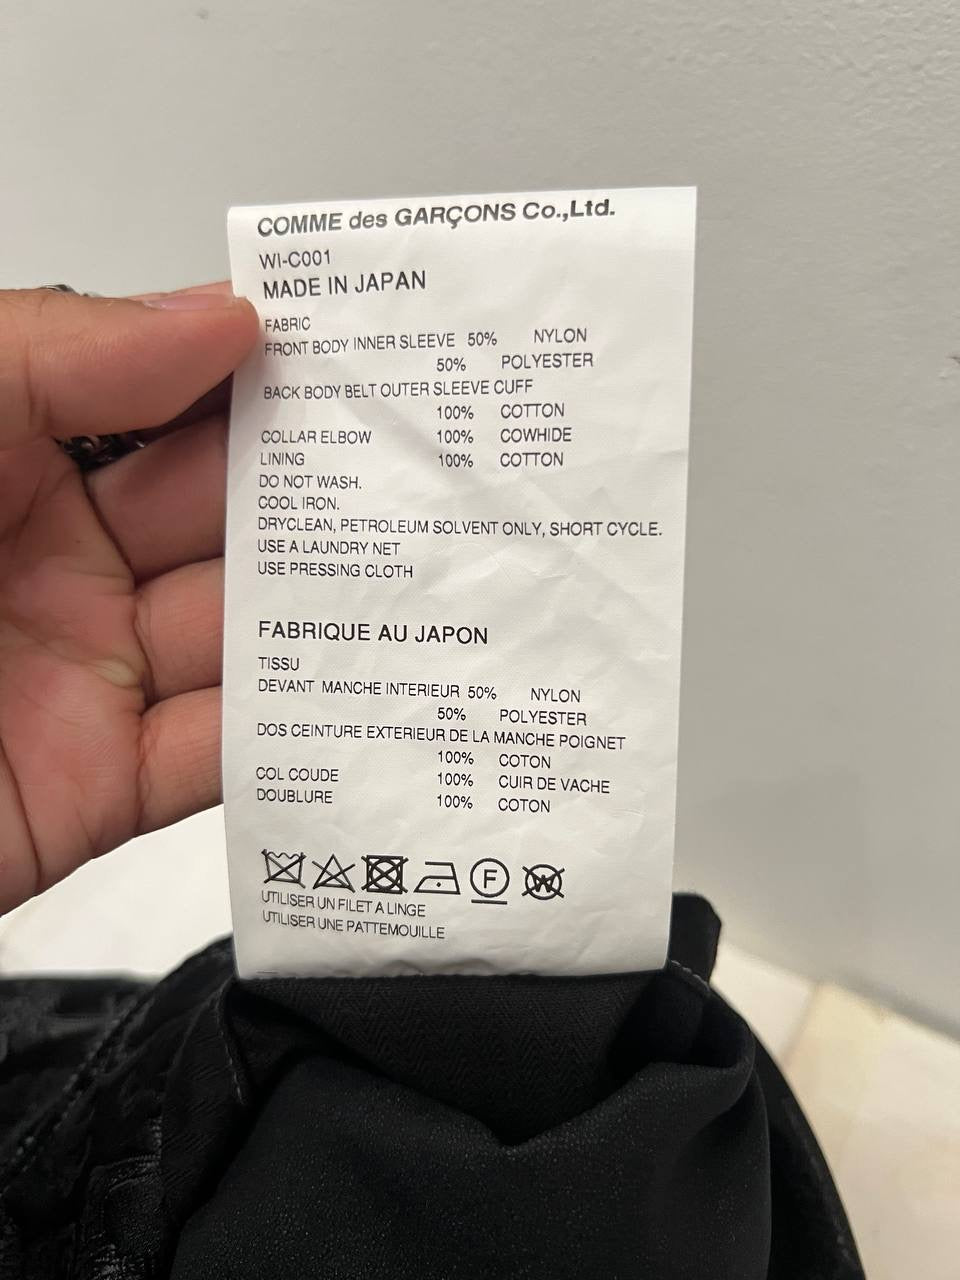 COMME des GARÇONS Co.,Ltd.
WI-C001
MADE IN JAPAN
FABRIC
FRONT BODY INNER SLEEVE 50% NYLON
50% POLYESTER
BACK BODY BELT OUTER SLEEVE CUFF
100% COTTON
COLLAR ELBOW 100% COWHIDE
LINING 100% COTTON
DO NOT WASH.
COOL IRON.
DRYCLEAN, PETROLEUM SOLVENT ONLY, SHORT CYCLE.
USE A LAUNDRY NET
USE PRESSING CLOTH
FABRIQUE AU JAPON
TISSU
DEVANT MANCHE INTERIEUR 50% NYLON
50% POLYESTER
DOS CEINTURE EXTERIEUR DE LA MANCHE POIGNET
100% COTON
COL COUDE 100% CUIR DE VACHE
DOUBLURE 100% COTON
F W
UTILISER UN FILET A LINGE
UTILISER UNE PATTEMOUILLE